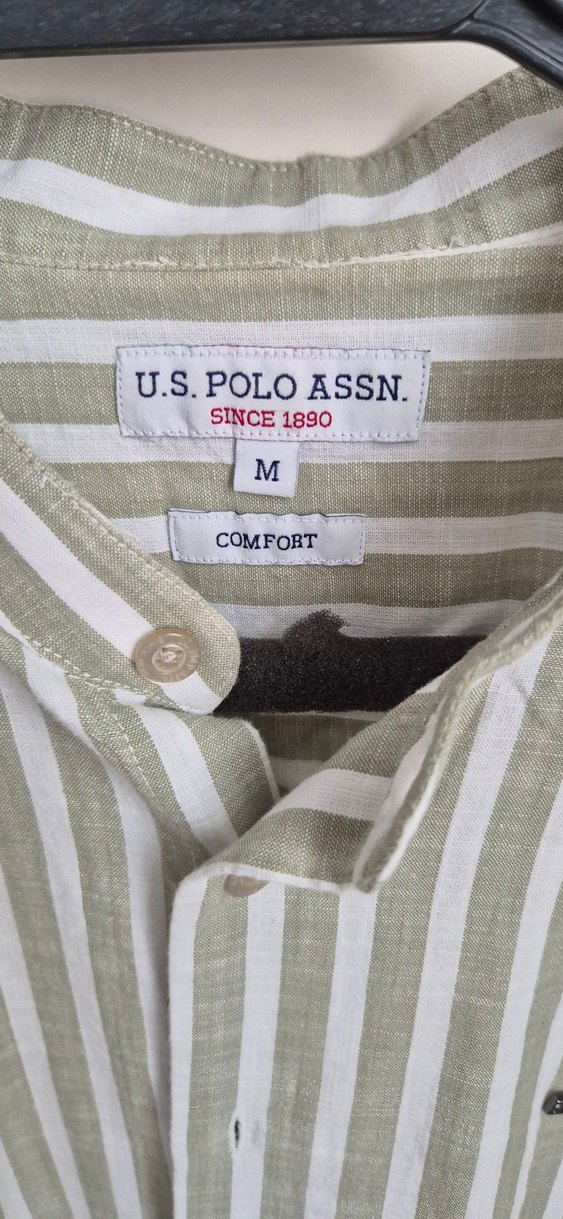 U.S. POLO ASSN.
SINCE 1890
M
COMFORT